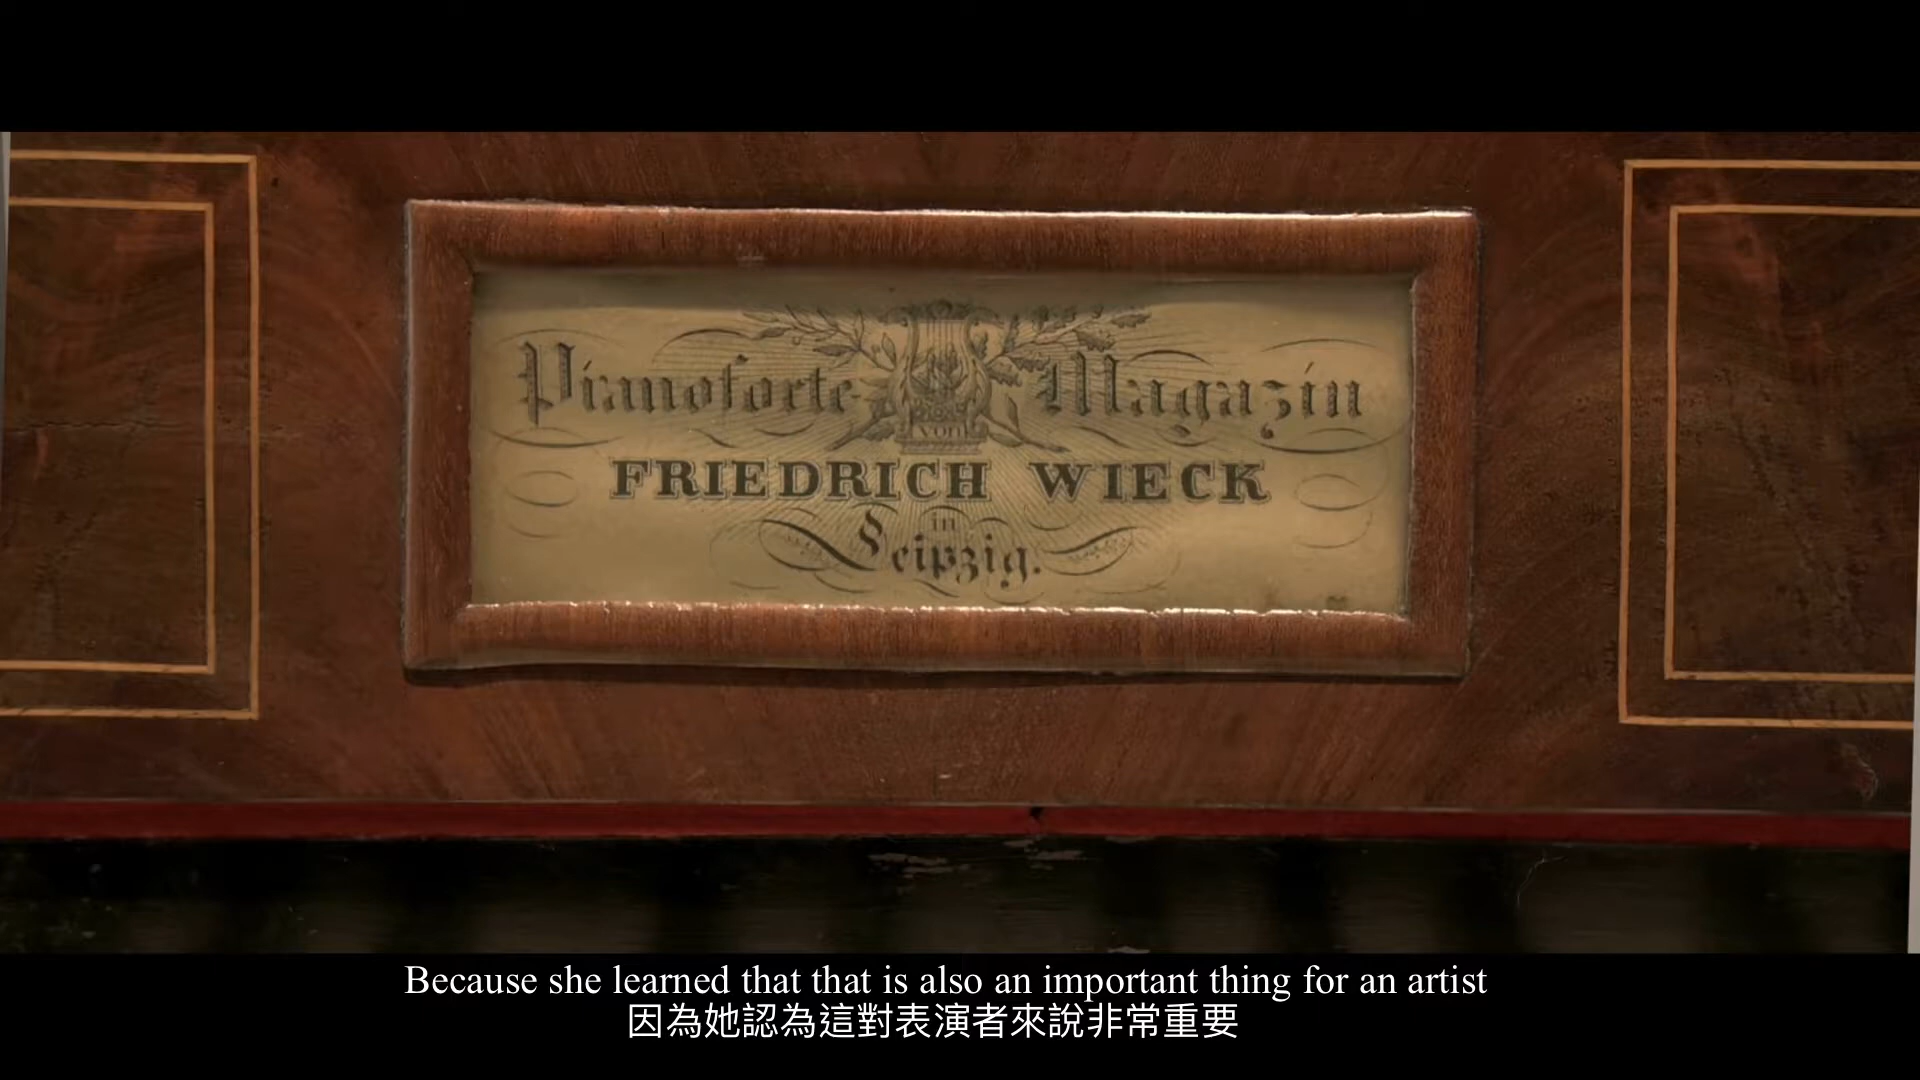 Pianoforte-Magazin
von
FRIEDRICH WIECK
in
Leipzig.
Because she learned that that is also an important thing for an artist
因為她認為這對表演者來說非常重要